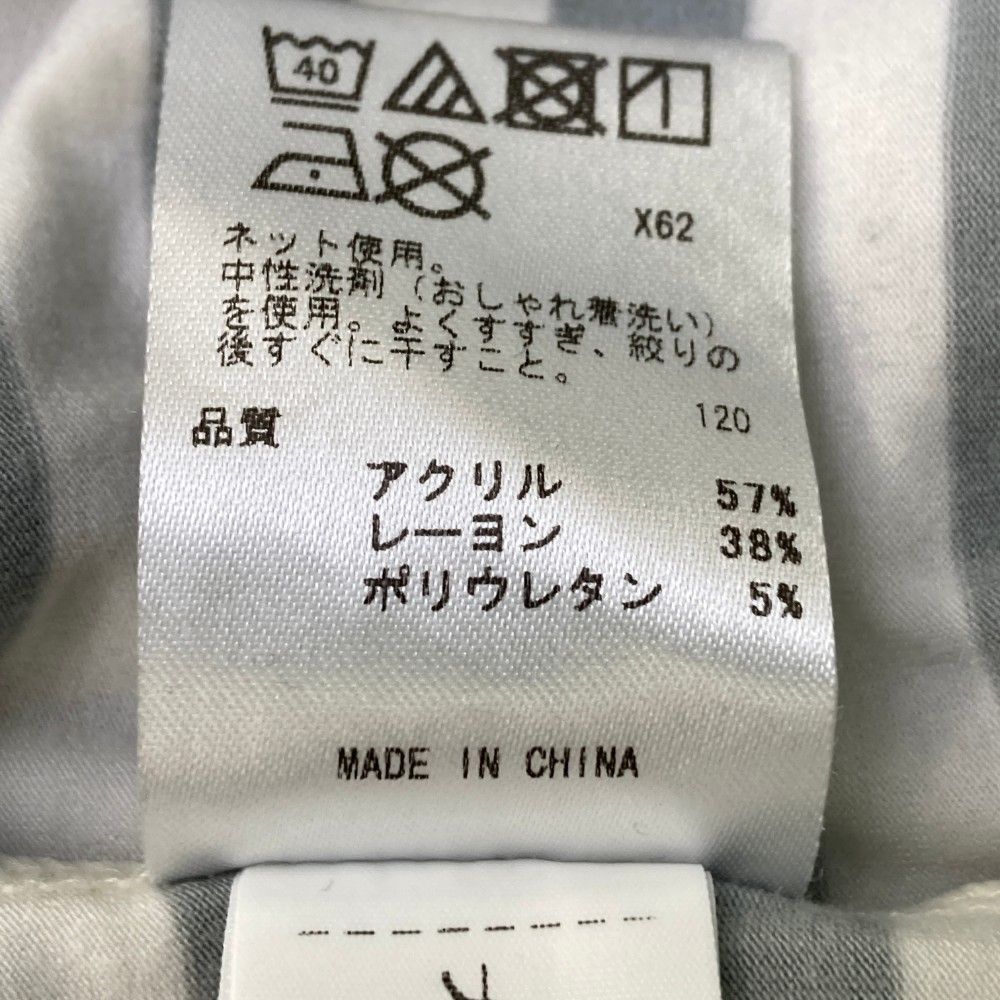 40
X62
ネット使用。
中性洗剤(おしゃれ着洗い)
を使用。よくすすぎ、絞りの
後すぐに干すこと。
120
品質
アクリル 57%
レーヨン 38%
ポリウレタン 5%
MADE IN CHINA